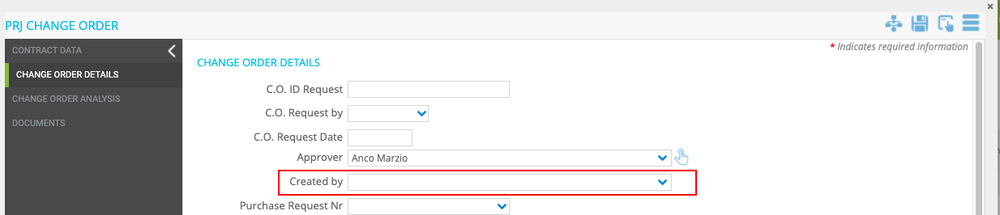 PRJ CHANGE ORDER
* Indicates required information
CONTRACT DATA
CHANGE ORDER DETAILS
CHANGE ORDER ANALYSIS
DOCUMENTS
CHANGE ORDER DETAILS
C.O. ID Request
C.O. Request by
C.O. Request Date
Approver Anco Marzio
Created by
Purchase Request Nr